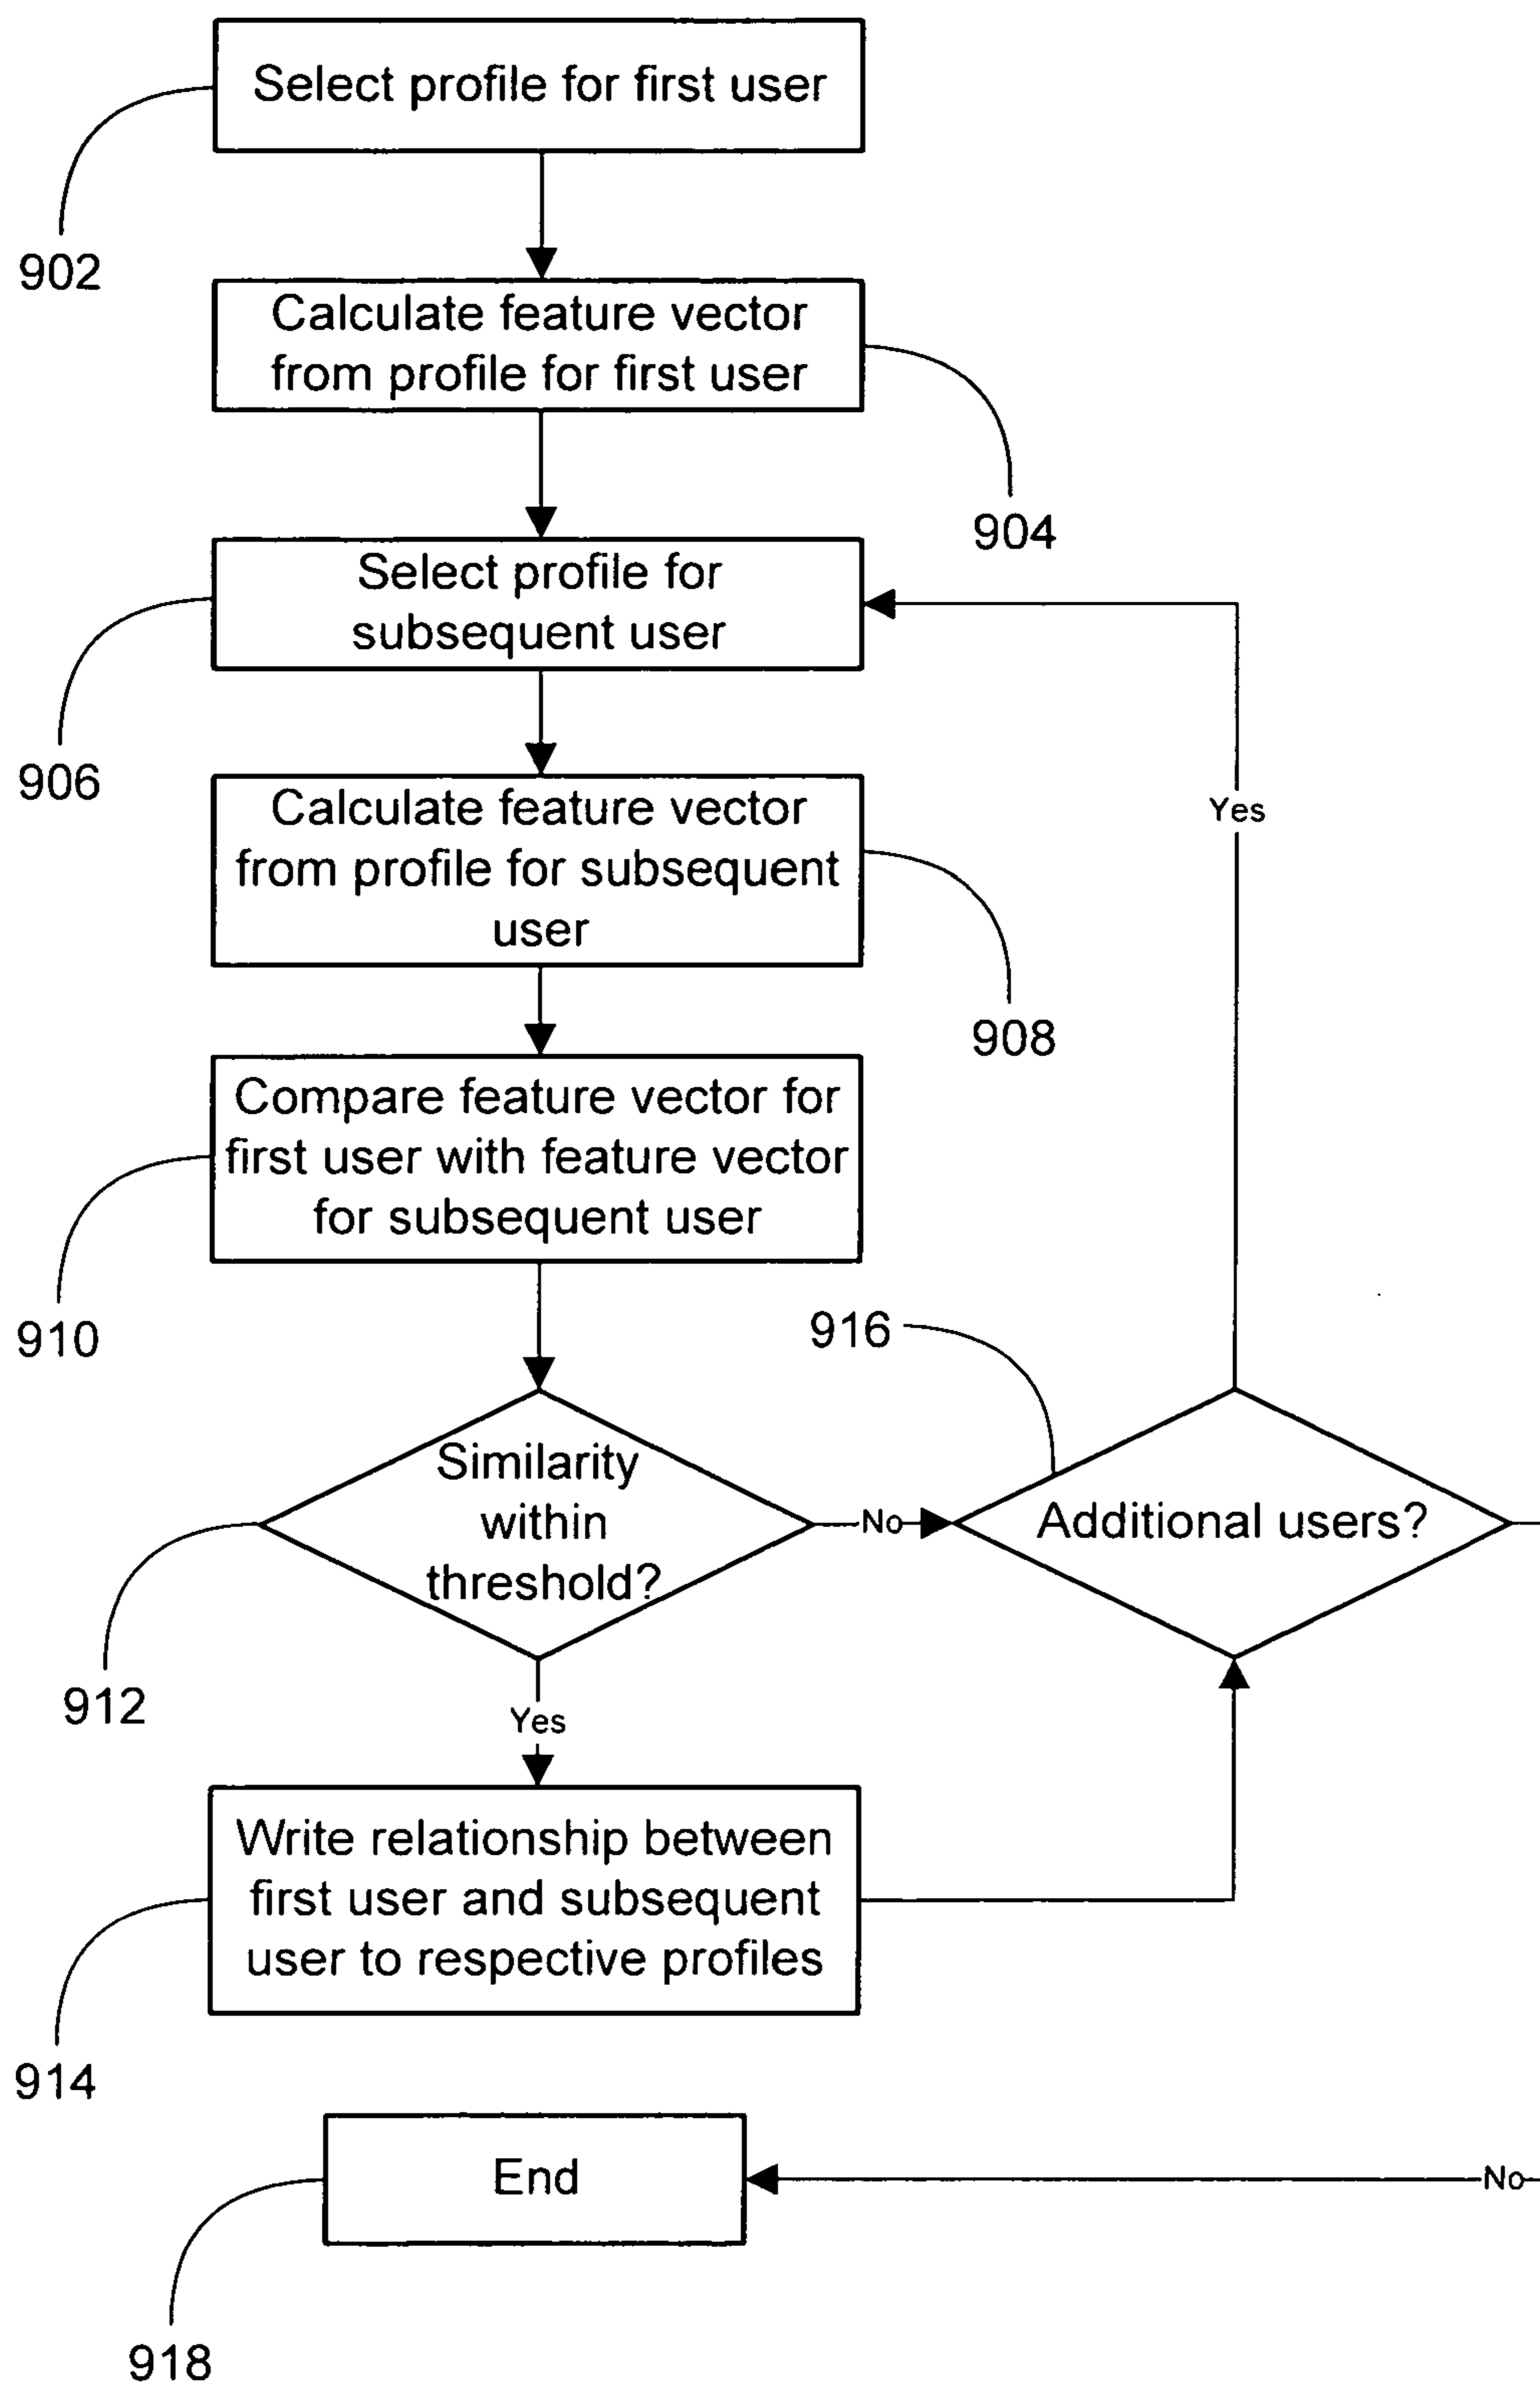 Select profile for first user
902
Calculate feature vector
from profile for first user
904
Select profile for
subsequent user
906
Yes
Calculate feature vector
from profile for subsequent
user
908
Compare feature vector for
first user with feature vector
for subsequent user
910
916
Similarity
within
threshold?
No
Additional users?
912
Yes
Write relationship between
first user and subsequent
user to respective profiles
914
End
No
918